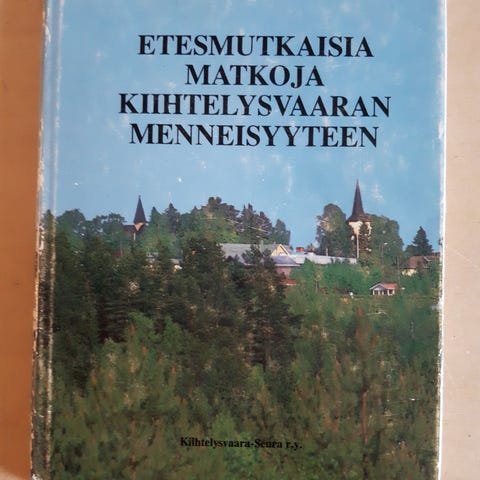 ETESMUTKAISIA
MATKOJA
KIIHTELYSVAARAN
MENNEISYYTEEN
Kiihtelysvaara-Seura r.y.